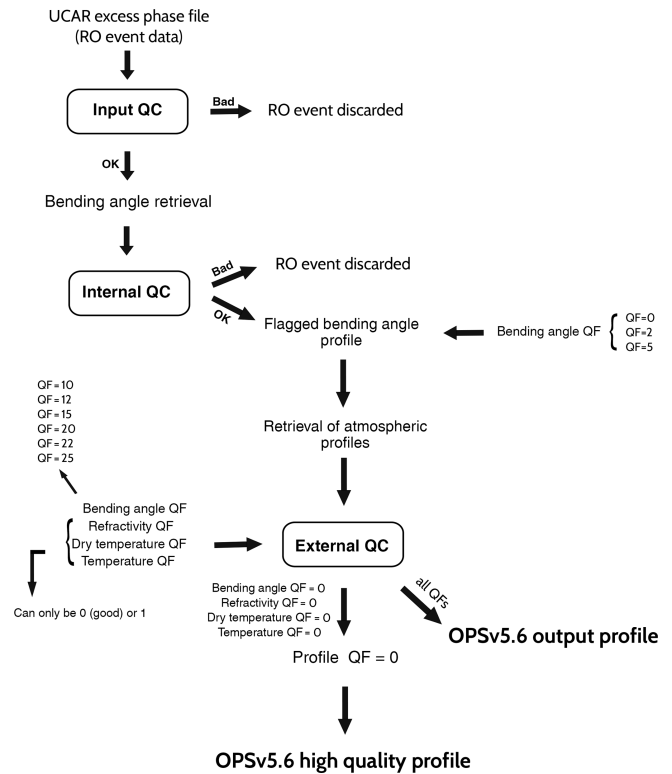 UCAR excess phase file
(RO event data)
Input QC
Bad
RO event discarded
OK
Bending angle retrieval
Internal QC
Bad
RO event discarded
OK
Flagged bending angle
profile
Bending angle QF
QF=0
QF=2
QF=5
Retrieval of atmospheric
profiles
QF = 10
QF = 12
QF = 15
QF = 20
QF = 22
QF = 25
Bending angle QF
Refractivity QF
Dry temperature QF
Temperature QF
Can only be 0 (good) or 1
External QC
Bending angle QF = 0
Refractivity QF = 0
Dry temperature QF = 0
Temperature QF = 0
all QFs
OPSv5.6 output profile
Profile QF = 0
OPSv5.6 high quality profile